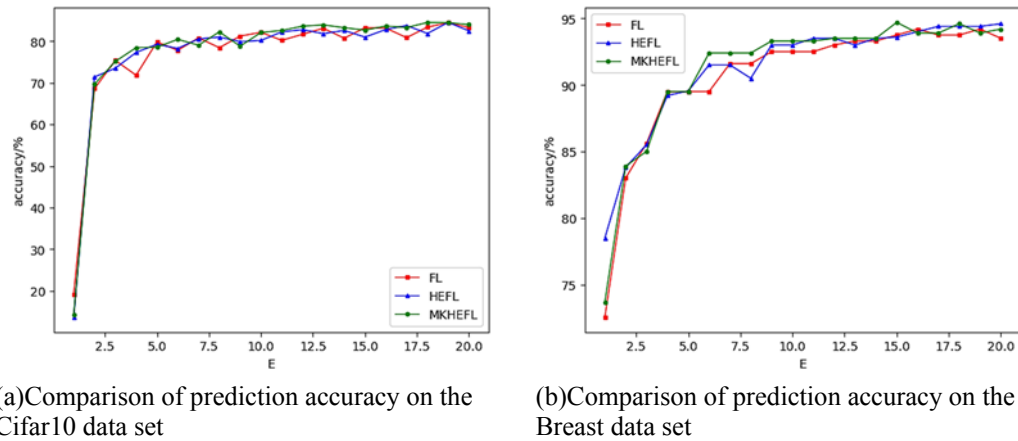 accuracy/%
80
70
60
50
40
30
20
FL
HEFL
MKHEFL
2.5 5.0 7.5 10.0 12.5 15.0 17.5 20.0
E
(a)Comparison of prediction accuracy on the
Cifar10 data set
accuracy/%
95
90
85
80
75
FL
HEFL
MKHEFL
2.5 5.0 7.5 10.0 12.5 15.0 17.5 20.0
E
(b)Comparison of prediction accuracy on the
Breast data set